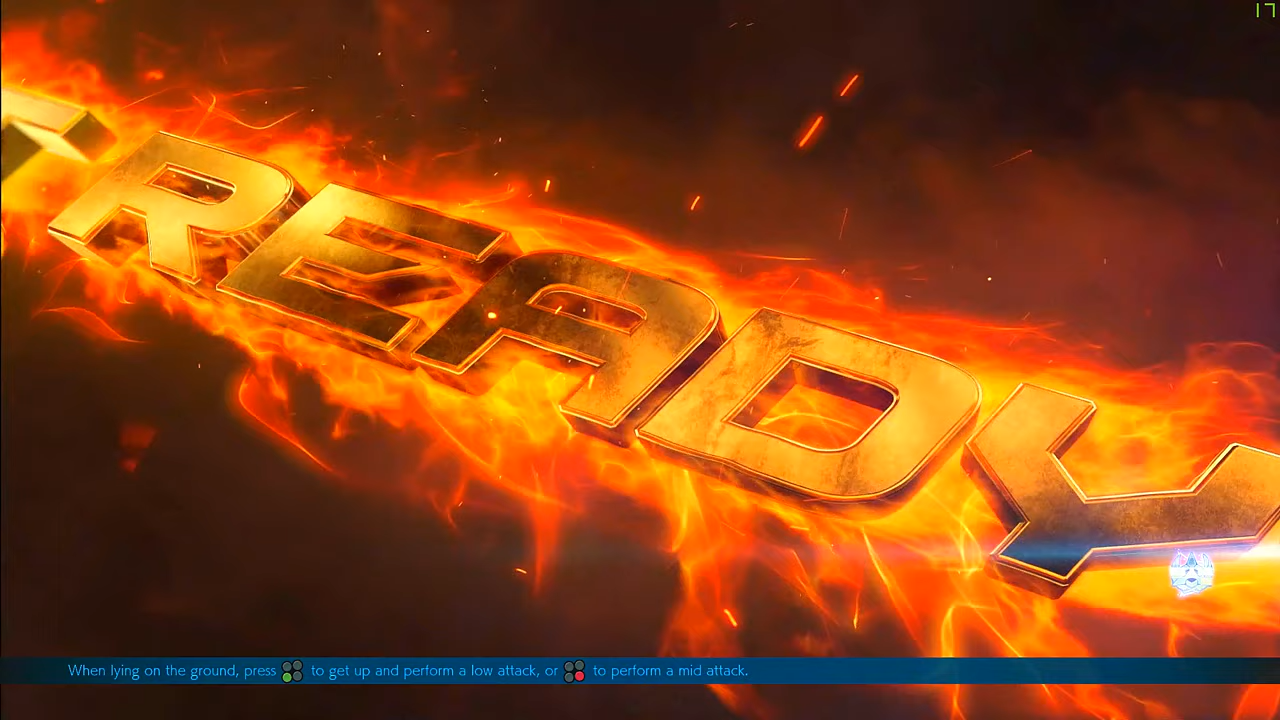 17
READY
When lying on the ground, press to get up and perform a low attack, or to perform a mid attack.